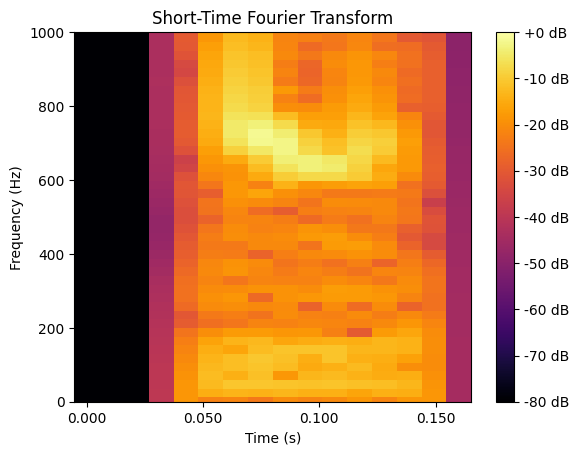 Short-Time Fourier Transform
1000
800
600
400
200
0
Frequency (Hz)
0.000
0.050
0.100
0.150
Time (s)
+0 dB
-10 dB
-20 dB
-30 dB
-40 dB
-50 dB
-60 dB
-70 dB
-80 dB